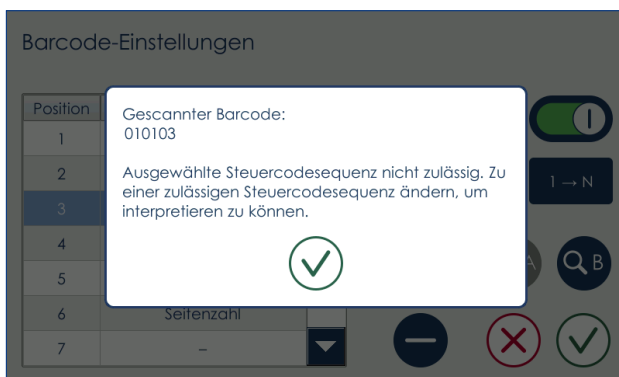 Barcode-Einstellungen
Position
Gescannter Barcode:
010103
Ausgewählte Steuercodesequenz nicht zulässig. Zu
einer zulässigen Steuercodesequenz ändern, um
interpretieren zu können.
1
2
1 → N
3
4
A
B
5
6 Seitenzahl
7 –